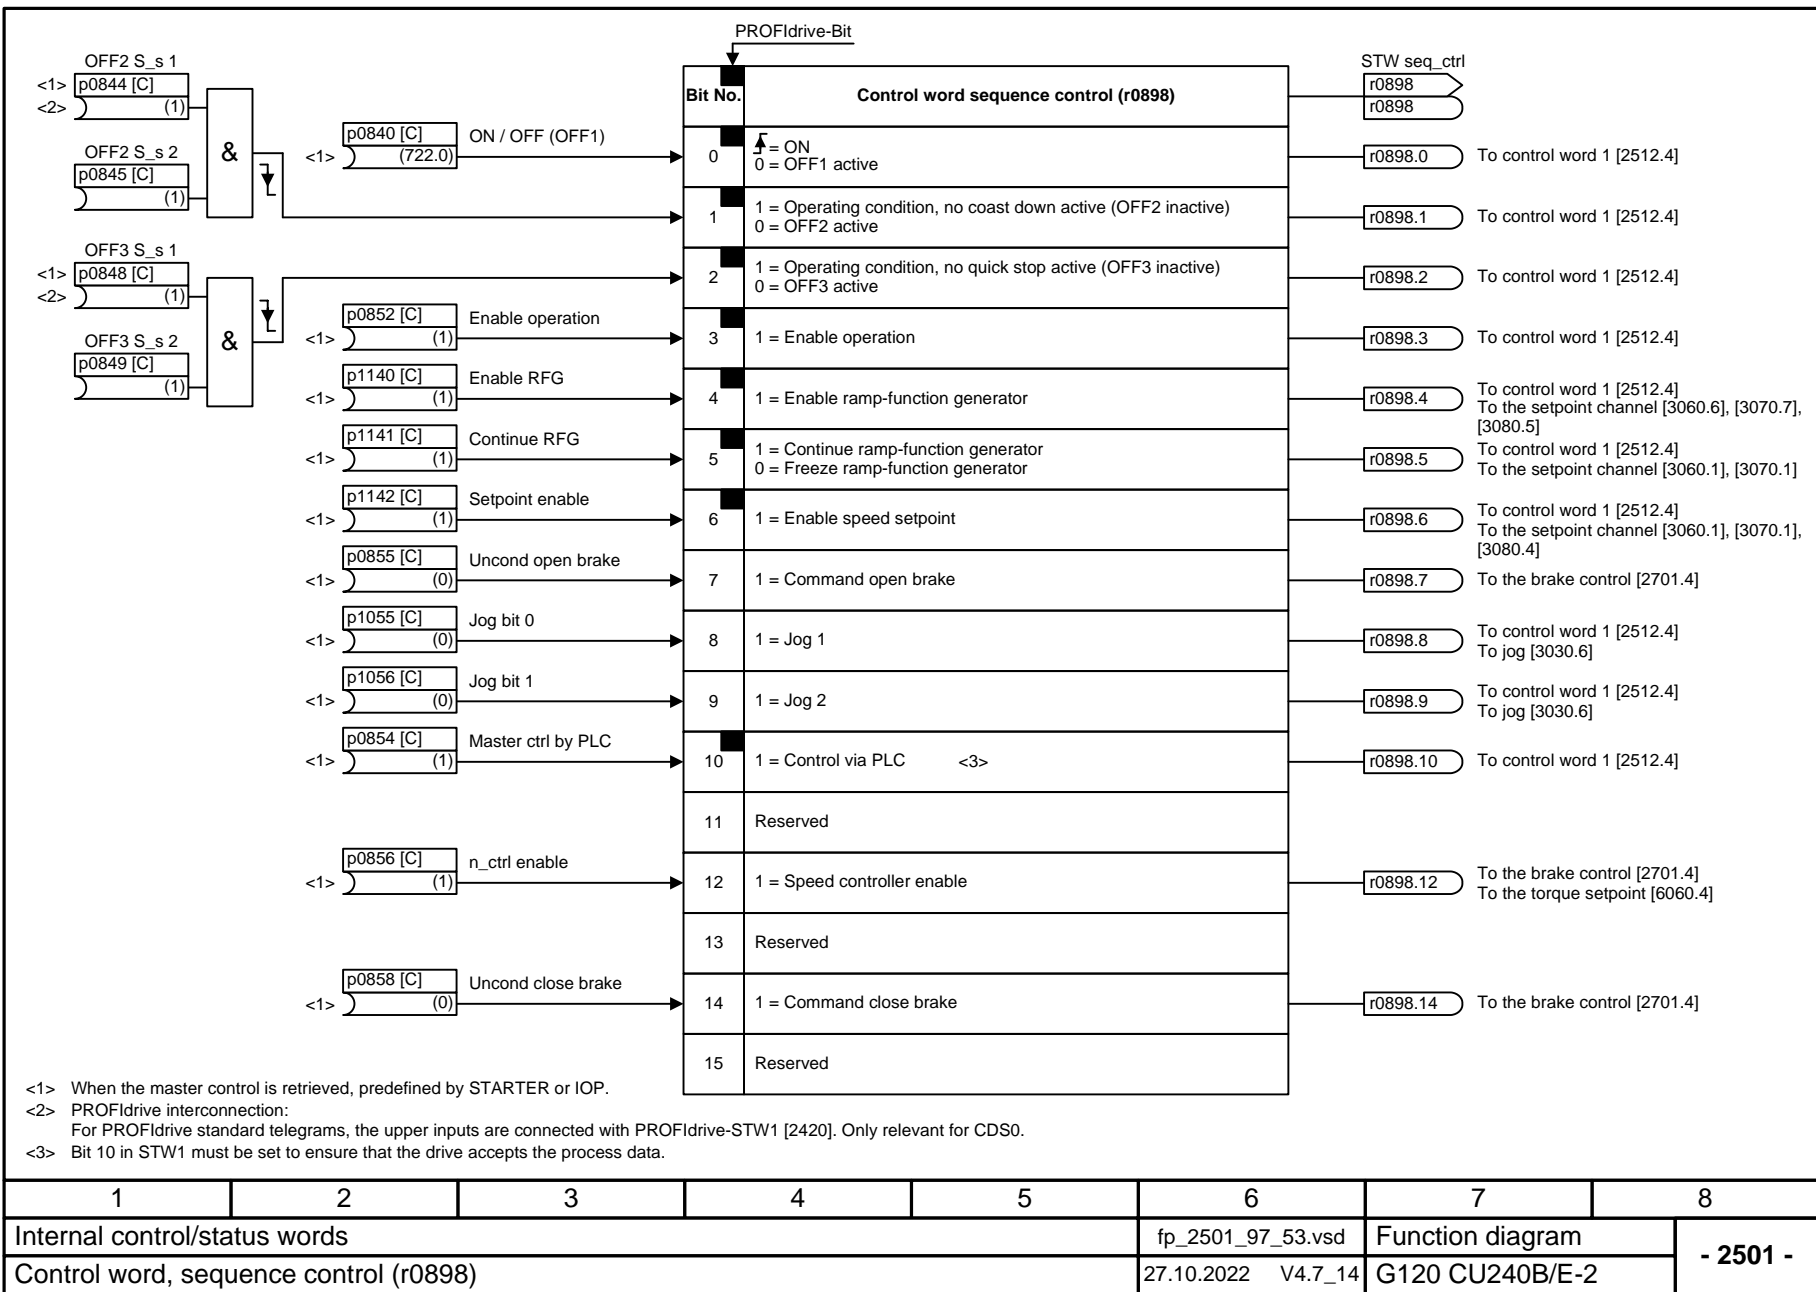 PROFIdrive-Bit
OFF2 S_s 1
<1> p0844 [C]
<2> (1)
&
OFF2 S_s 2
p0845 [C]
(1)
OFF3 S_s 1
<1> p0848 [C]
<2> (1)
&
OFF3 S_s 2
p0849 [C]
(1)
Bit No. Control word sequence control (r0898)
STW seq_ctrl
r0898
r0898
p0840 [C] ON / OFF (OFF1)
<1> (722.0)
0 = ON
0 = OFF1 active
r0898.0 To control word 1 [2512.4]
1 1 = Operating condition, no coast down active (OFF2 inactive)
0 = OFF2 active
r0898.1 To control word 1 [2512.4]
2 1 = Operating condition, no quick stop active (OFF3 inactive)
0 = OFF3 active
r0898.2 To control word 1 [2512.4]
p0852 [C] Enable operation
<1> (1)
3 1 = Enable operation
r0898.3 To control word 1 [2512.4]
p1140 [C] Enable RFG
<1> (1)
4 1 = Enable ramp-function generator
r0898.4 To control word 1 [2512.4]
To the setpoint channel [3060.6], [3070.7],
[3080.5]
p1141 [C] Continue RFG
<1> (1)
5 1 = Continue ramp-function generator
0 = Freeze ramp-function generator
r0898.5 To control word 1 [2512.4]
To the setpoint channel [3060.1], [3070.1]
p1142 [C] Setpoint enable
<1> (1)
6 1 = Enable speed setpoint
r0898.6 To control word 1 [2512.4]
To the setpoint channel [3060.1], [3070.1],
[3080.4]
p0855 [C] Uncond open brake
<1> (0)
7 1 = Command open brake
r0898.7 To the brake control [2701.4]
p1055 [C] Jog bit 0
<1> (0)
8 1 = Jog 1
r0898.8 To control word 1 [2512.4]
To jog [3030.6]
p1056 [C] Jog bit 1
<1> (0)
9 1 = Jog 2
r0898.9 To control word 1 [2512.4]
To jog [3030.6]
p0854 [C] Master ctrl by PLC
<1> (1)
10 1 = Control via PLC <3>
r0898.10 To control word 1 [2512.4]
11 Reserved
p0856 [C] n_ctrl enable
<1> (1)
12 1 = Speed controller enable
r0898.12 To the brake control [2701.4]
To the torque setpoint [6060.4]
13 Reserved
p0858 [C] Uncond close brake
<1> (0)
14 1 = Command close brake
r0898.14 To the brake control [2701.4]
15 Reserved
<1> When the master control is retrieved, predefined by STARTER or IOP.
<2> PROFIdrive interconnection:
For PROFIdrive standard telegrams, the upper inputs are connected with PROFIdrive-STW1 [2420]. Only relevant for CDS0.
<3> Bit 10 in STW1 must be set to ensure that the drive accepts the process data.
1 2 3 4 5 6 7 8
Internal control/status words fp_2501_97_53.vsd Function diagram
- 2501 -
Control word, sequence control (r0898) 27.10.2022 V4.7_14 G120 CU240B/E-2